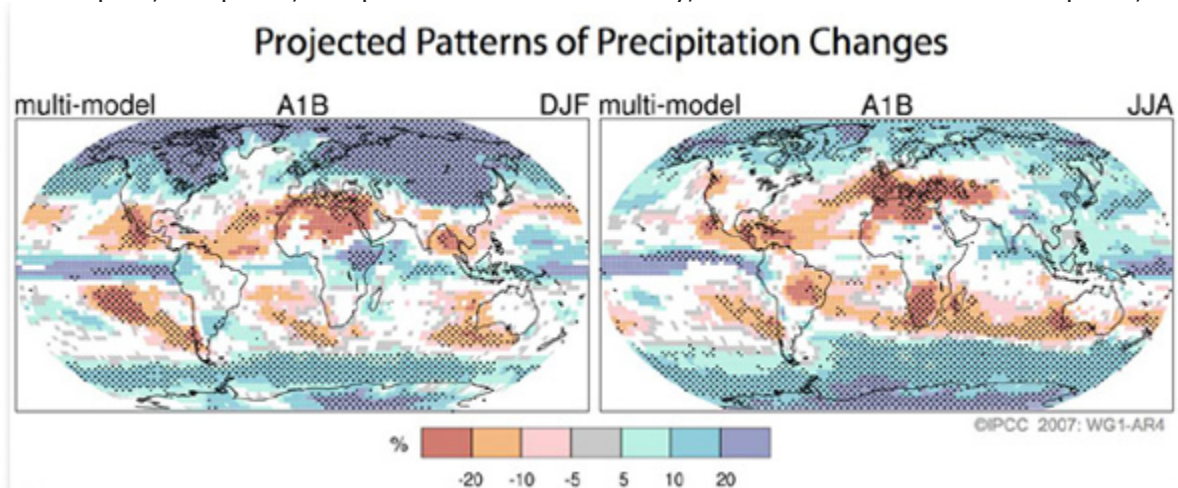 Projected Patterns of Precipitation Changes
multi-model A1B DJF multi-model A1B JJA
©IPCC 2007: WG1-AR4
%
-20 -10 -5 5 10 20